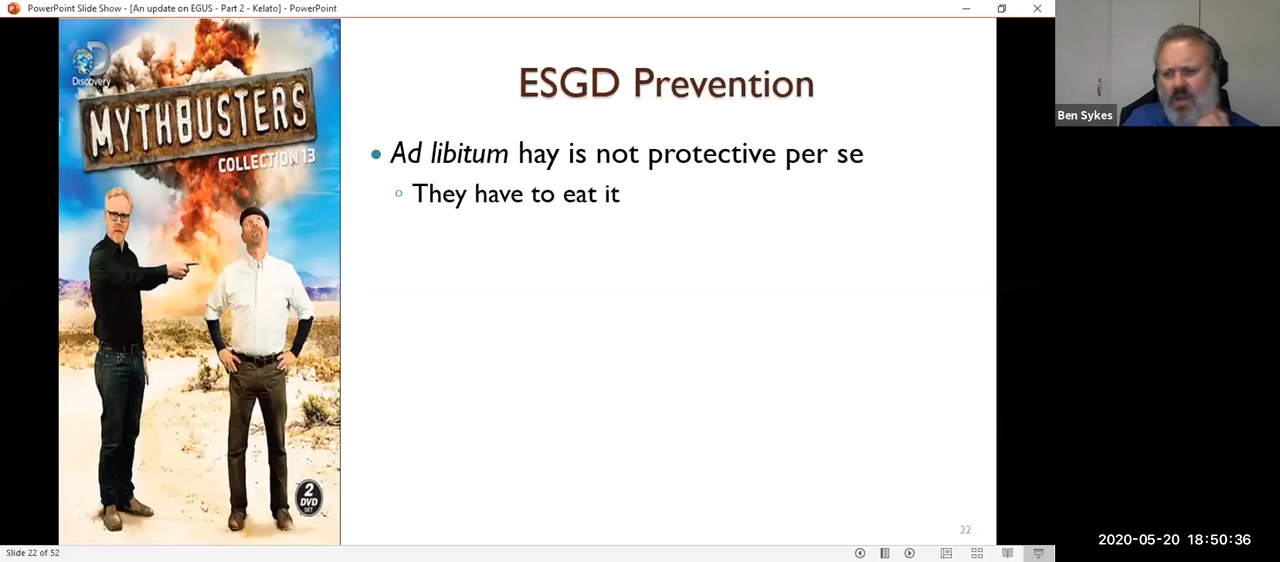 PowerPoint Slide Show - [An update on EGUS - Part 2 - Kelato] - PowerPoint
Discovery
MYTHBUSTERS
COLLECTION 13
2
DVD
SET
ESGD Prevention
Ad libitum hay is not protective per se
They have to eat it
22
Ben Sykes
2020-05-20 18:50:36
Slide 22 of 52